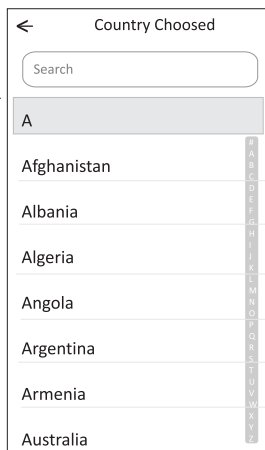 Country Choosed
Search
A
Afghanistan
Albania
Algeria
Angola
Argentina
Armenia
Australia
#
A
B
C
D
E
F
G
H
I
J
K
L
M
N
O
P
Q
R
S
T
U
V
W
X
Y
Z